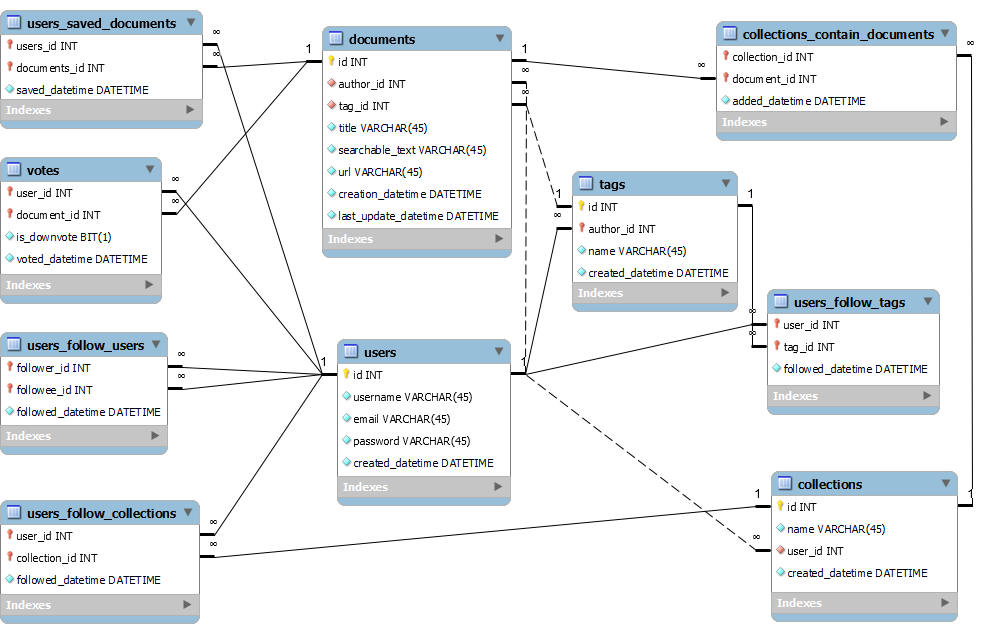 users_saved_documents
users_id INT
documents_id INT
saved_datetime DATETIME
Indexes
votes
user_id INT
document_id INT
is_downvote BIT(1)
voted_datetime DATETIME
Indexes
users_follow_users
follower_id INT
followee_id INT
followed_datetime DATETIME
Indexes
users_follow_collections
user_id INT
collection_id INT
followed_datetime DATETIME
Indexes
documents
id INT
author_id INT
tag_id INT
title VARCHAR(45)
searchable_text VARCHAR(45)
url VARCHAR(45)
creation_datetime DATETIME
last_update_datetime DATETIME
Indexes
users
id INT
username VARCHAR(45)
email VARCHAR(45)
password VARCHAR(45)
created_datetime DATETIME
Indexes
tags
id INT
author_id INT
name VARCHAR(45)
created_datetime DATETIME
Indexes
collections_contain_documents
collection_id INT
document_id INT
added_datetime DATETIME
Indexes
users_follow_tags
user_id INT
tag_id INT
followed_datetime DATETIME
Indexes
collections
id INT
name VARCHAR(45)
user_id INT
created_datetime DATETIME
Indexes
∞
∞
∞
∞
∞
∞
∞
∞
1
1
1
∞
∞
1
1
∞
1
∞
∞
∞
∞
1
∞
1